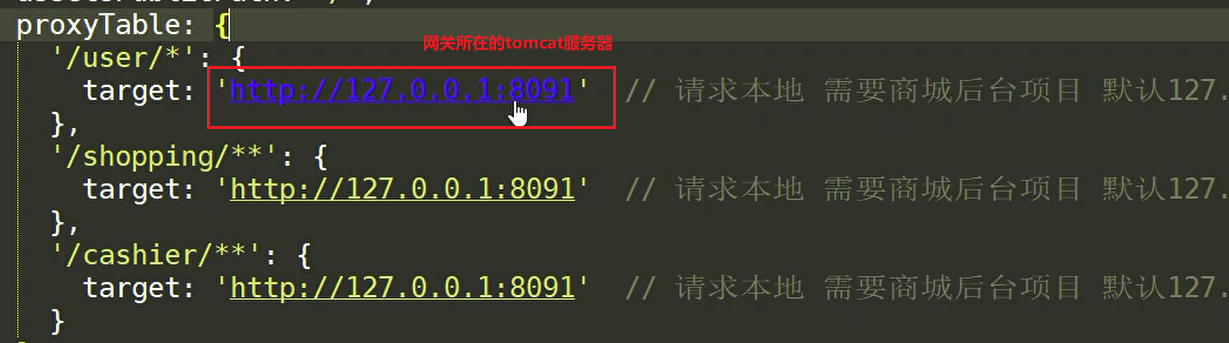 proxyTable: {
网关所在的tomcat服务器
'/user/*': {
target: 'http://127.0.0.1:8091' // 请求本地 需要商城后台项目 默认127.
},
'/shopping/**': {
target: 'http://127.0.0.1:8091' // 请求本地 需要商城后台项目 默认127.
},
'/cashier/**': {
target: 'http://127.0.0.1:8091' // 请求本地 需要商城后台项目 默认127.
}